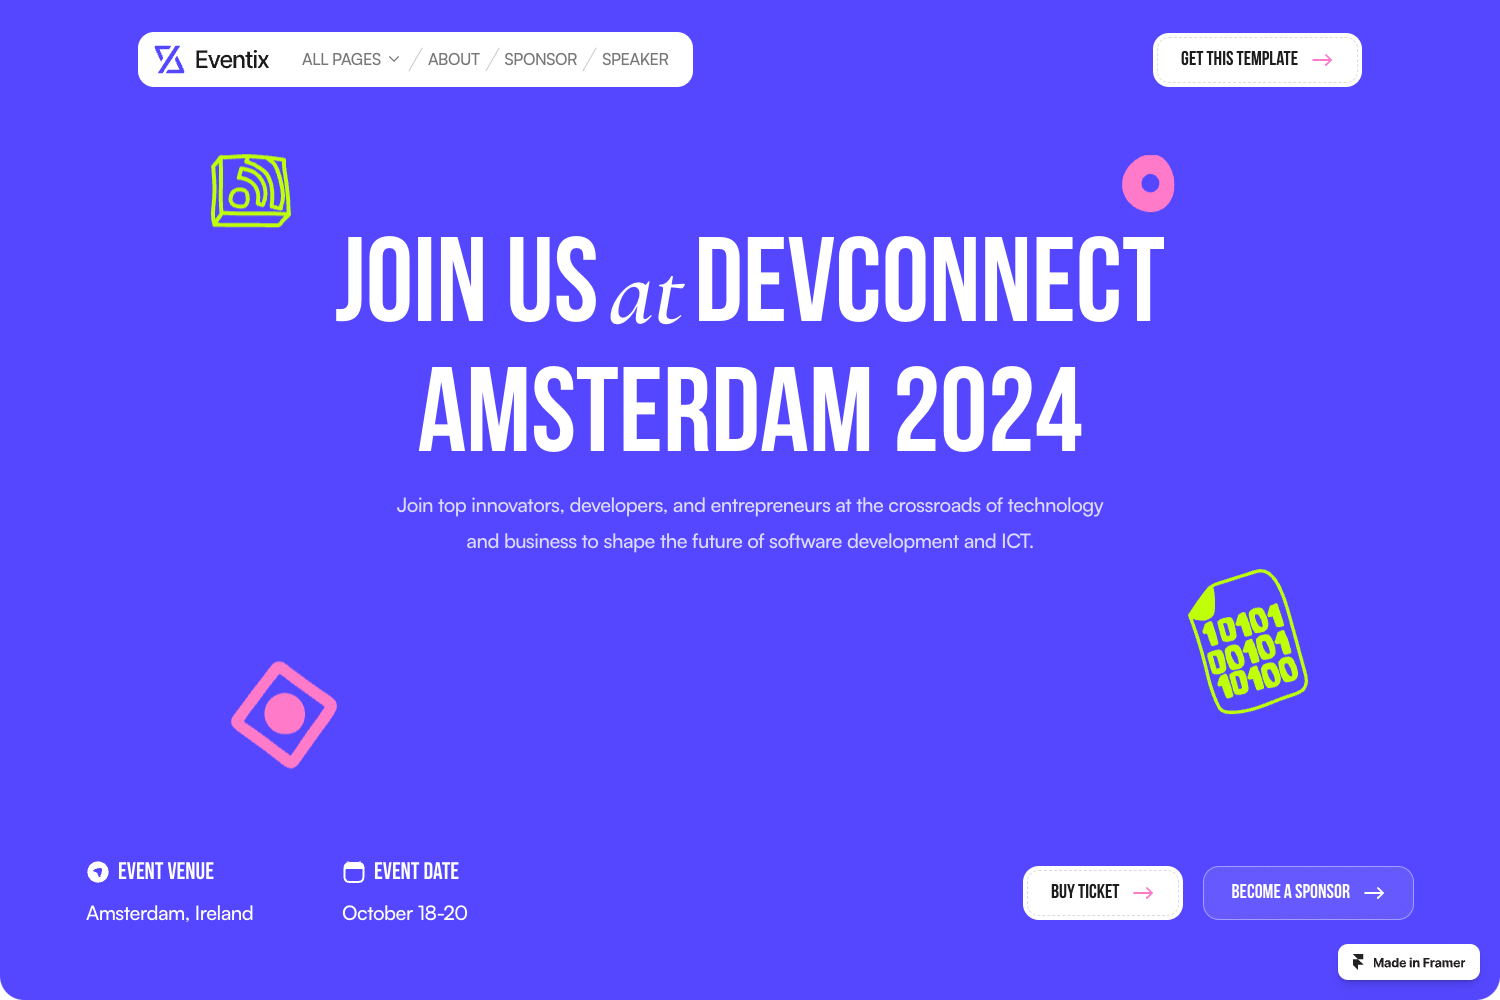 Eventix
ALL PAGES / ABOUT / SPONSOR / SPEAKER
GET THIS TEMPLATE
JOIN US at DEVCONNECT
AMSTERDAM 2024
Join top innovators, developers, and entrepreneurs at the crossroads of technology
and business to shape the future of software development and ICT.
10101
00101
10100
EVENT VENUE
Amsterdam, Ireland
EVENT DATE
October 18-20
BUY TICKET
BECOME A SPONSOR
Made in Framer